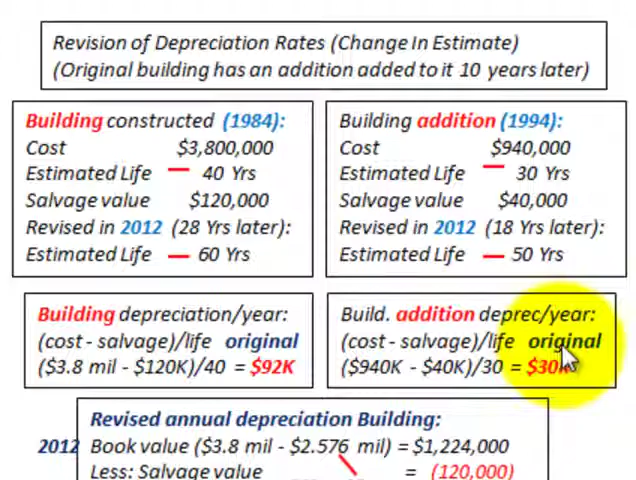 Revision of Depreciation Rates (Change In Estimate)
(Original building has an addition added to it 10 years later)
Building constructed (1984):
Cost $3,800,000
Estimated Life 40 Yrs
Salvage value $120,000
Revised in 2012 (28 Yrs later):
Estimated Life 60 Yrs
Building addition (1994):
Cost $940,000
Estimated Life 30 Yrs
Salvage value $40,000
Revised in 2012 (18 Yrs later):
Estimated Life 50 Yrs
Building depreciation/year:
(cost - salvage)/life original
($3.8 mil - $120K)/40 = $92K
Build. addition deprec/year:
(cost - salvage)/life original
($940K - $40K)/30 = $30K
Revised annual depreciation Building:
2012 Book value ($3.8 mil - $2.576 mil) = $1,224,000
Less: Salvage value = (120,000)